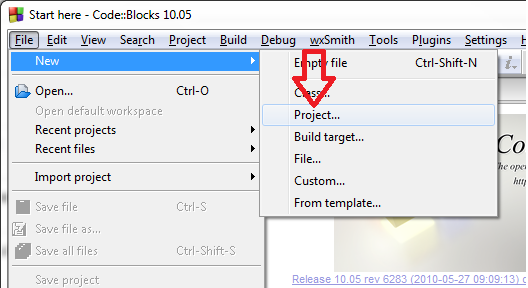 Start here - Code::Blocks 10.05
File Edit View Search Project Build Debug wxSmith Tools Plugins Settings H
New
Empty file Ctrl-Shift-N
Class...
Open... Ctrl-O
Project...
Open default workspace
Build target...
Recent projects
File...
Recent files
Custom...
Import project
From template...
Save file Ctrl-S
Save file as...
Save all files Ctrl-Shift-S
Save project
Co
The ope
http
Release 10.05 rev 6283 (2010-05-27 09:09:13)